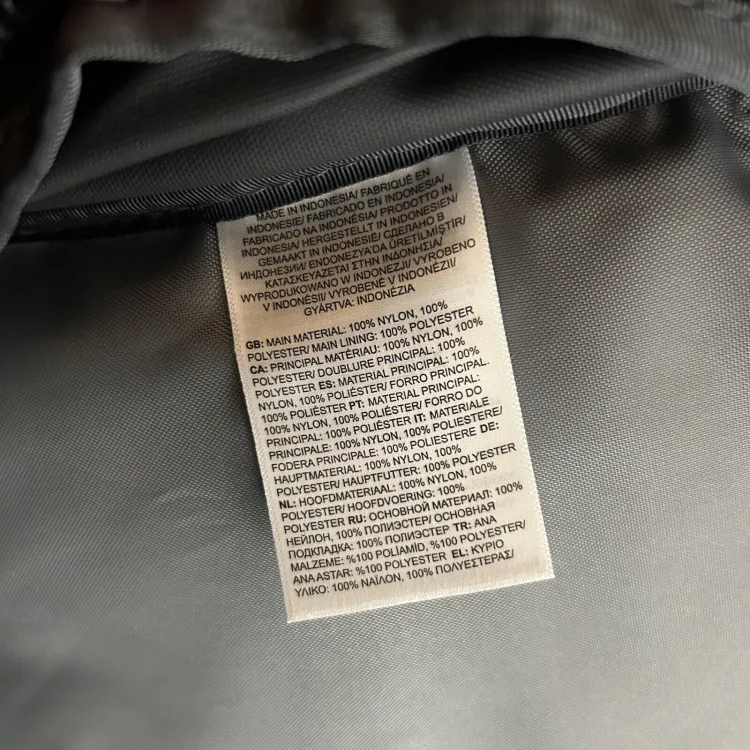 MADE IN INDONESIA/ FABRIQUÉ EN
INDONESIE/ FABRICADO EN INDONESIA/
FABRICADO NA INDONÉSIA/ PRODOTTO IN
INDONESIA/ HERGESTELLT IN INDONESIEN/
GEMAAKT IN INDONESIË/ СДЕЛАНО В
ИНДОНЕЗИИ/ ENDONEZYA'DA ÜRETİLMİŞTİR/
ΚΑΤΑΣΚΕΥΑΖΕΤΑΙ ΣΤΗΝ ΙΝΔΟΝΗΣΙΑ/
WYPRODUKOWANO W INDONEZJI/ VYROBENO
V INDONÉSII/ VYROBENÉ V INDONÉZII/
GYÁRTVA: INDONÉZIA
GB: MAIN MATERIAL: 100% NYLON, 100%
POLYESTER/ MAIN LINING: 100% POLYESTER
CA: PRINCIPAL MATÉRIAU: 100% NYLON, 100%
POLYESTER/ DOUBLURE PRINCIPAL: 100%
POLYESTER ES: MATERIAL PRINCIPAL: 100%
NYLON, 100% POLIÉSTER/ FORRO PRINCIPAL:
100% POLIÉSTER PT: MATERIAL PRINCIPAL:
100% NYLON, 100% POLIÉSTER/ FORRO DO
PRINCIPAL: 100% POLIÉSTER IT: MATERIALE
PRINCIPALE: 100% NYLON, 100% POLIESTERE/
FODERA PRINCIPALE: 100% POLIESTERE DE:
HAUPTMATERIAL: 100% NYLON, 100%
POLYESTER/ HAUPTFUTTER: 100% POLYESTER
NL: HOOFDMATERIAAL: 100% NYLON, 100%
POLYESTER/ HOOFDVOERING: 100%
POLYESTER RU: ОСНОВНОЙ МАТЕРИАЛ: 100%
НЕЙЛОН, 100% ПОЛИЭСТЕР/ ОСНОВНАЯ
ПОДКЛАДКА: 100% ПОЛИЭСТЕР TR: ANA
MALZEME: %100 POLİAMİD, %100 POLYESTER/
ANA ASTAR: %100 POLYESTER EL: ΚΥΡΙΟ
ΥΛΙΚΟ: 100% ΝΑΪΛΟΝ, 100% ΠΟΛΥΕΣΤΕΡΑΣ/